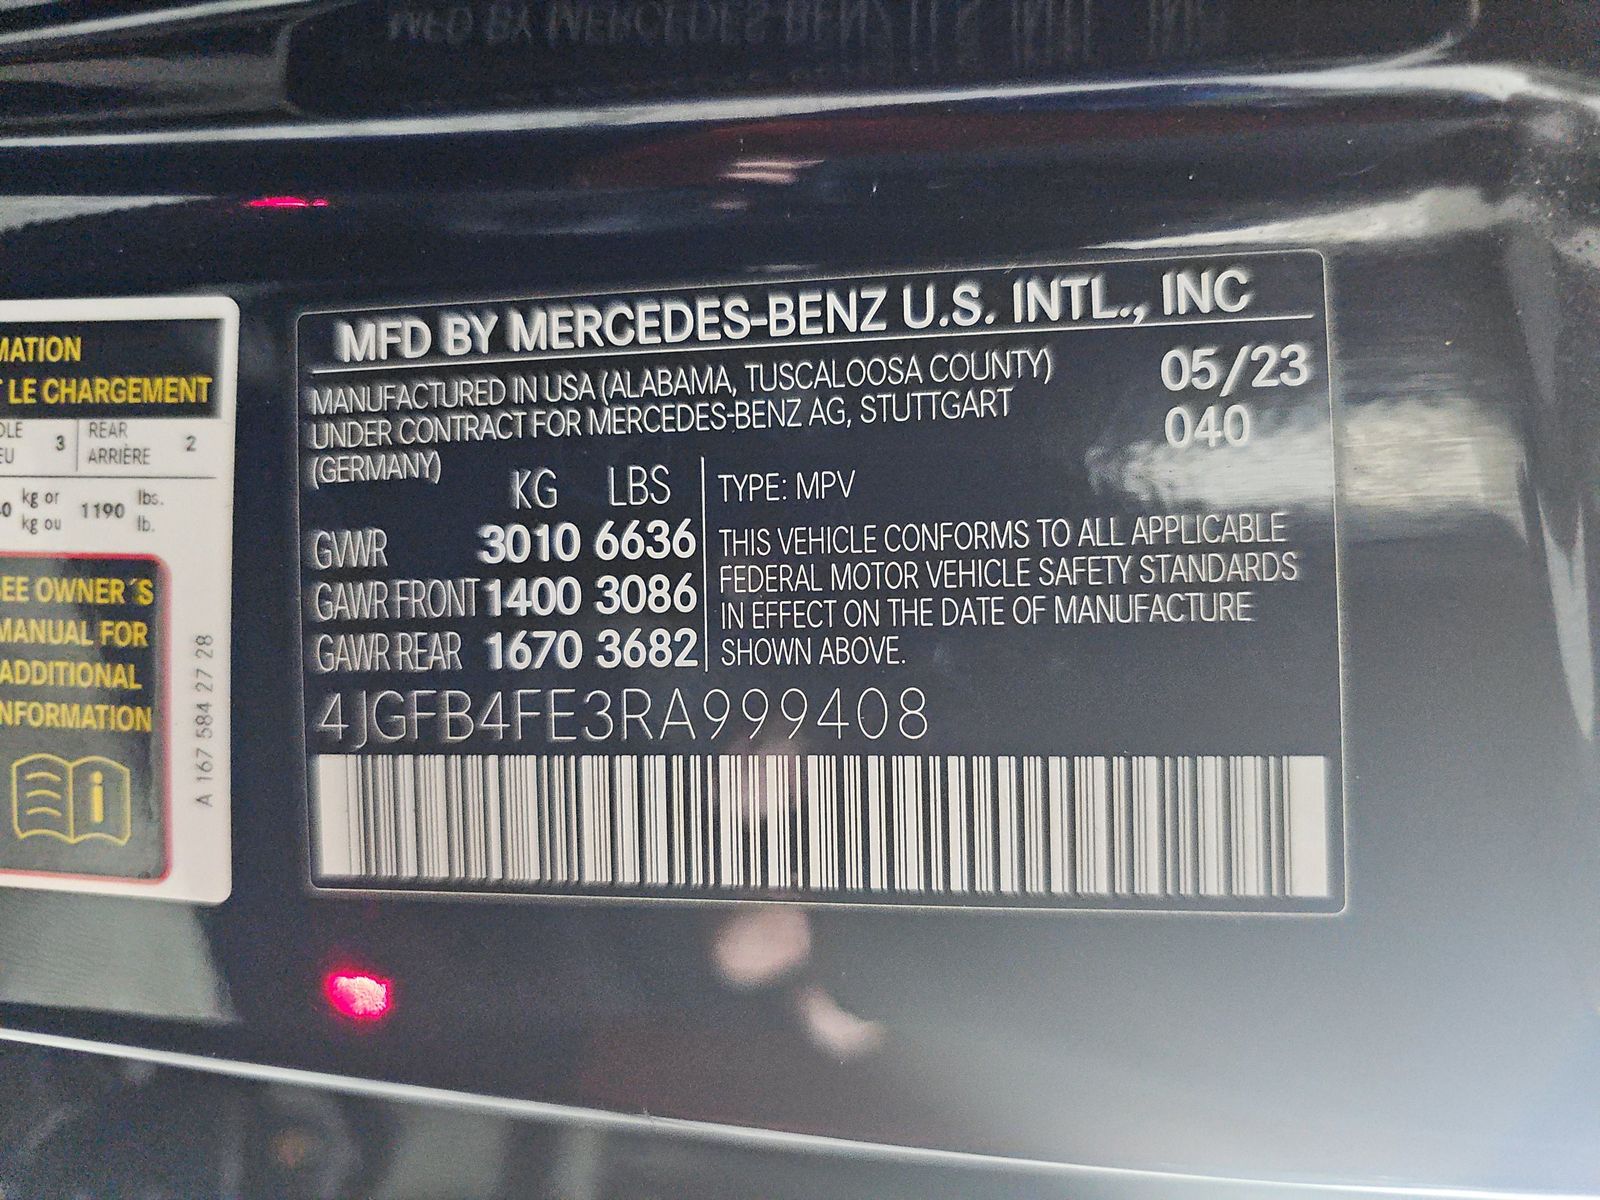 MATION
LE CHARGEMENT
3
REAR
ARRIÈRE
2
kg or
kg ou
1190
lbs.
lb.
SEE OWNER´S
MANUAL FOR
ADDITIONAL
INFORMATION
A 167 584 27 28
MFD BY MERCEDES-BENZ U.S. INTL., INC
MANUFACTURED IN USA (ALABAMA, TUSCALOOSA COUNTY)
UNDER CONTRACT FOR MERCEDES-BENZ AG, STUTTGART
(GERMANY)
05/23
040
KG LBS
GVWR 3010 6636
GAWR FRONT 1400 3086
GAWR REAR 1670 3682
TYPE: MPV
THIS VEHICLE CONFORMS TO ALL APPLICABLE
FEDERAL MOTOR VEHICLE SAFETY STANDARDS
IN EFFECT ON THE DATE OF MANUFACTURE
SHOWN ABOVE.
4JGFB4FE3RA999408